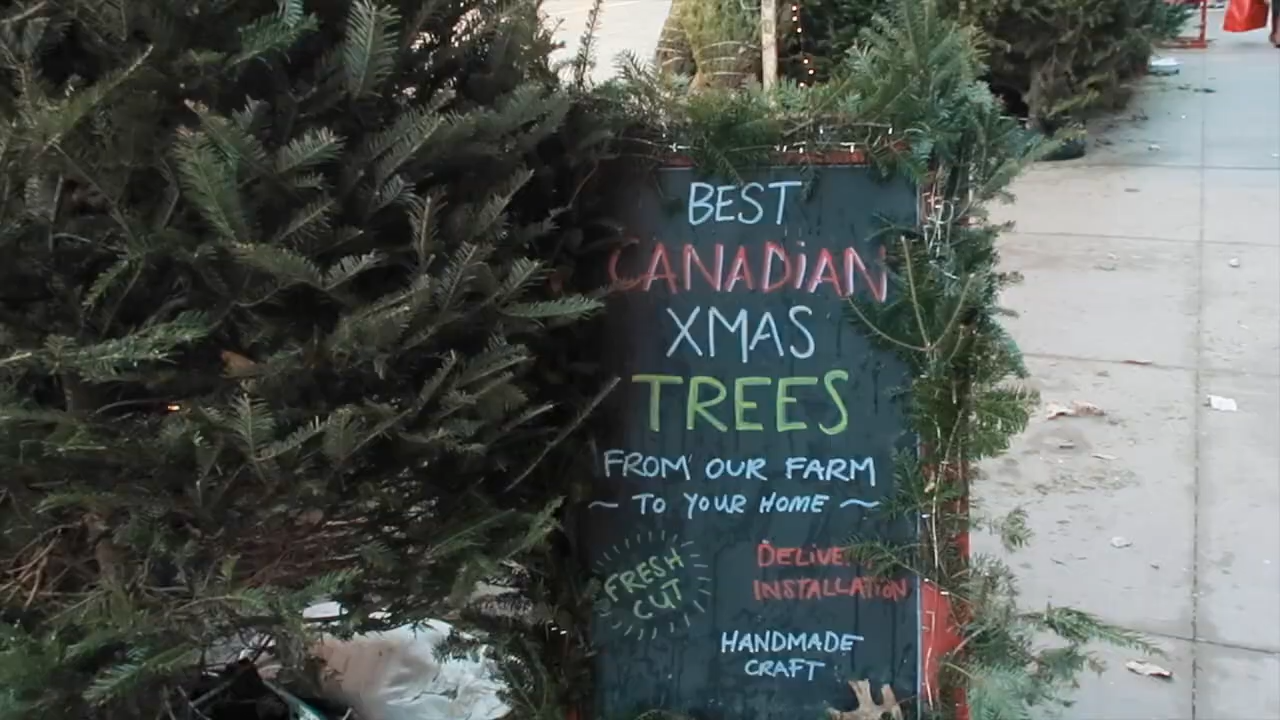 BEST
CANADIAN
XMAS
TREES
FROM OUR FARM
~ TO YOUR HOME ~
FRESH
CUT
INSTALLATION
HANDMADE
CRAFT